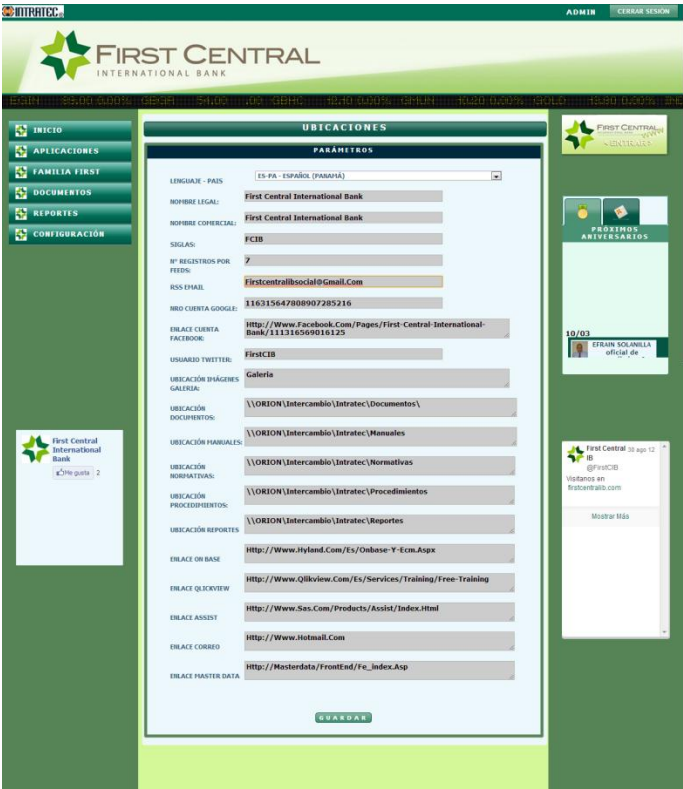 INTRATEC
ADMIN
CERRAR SESIÓN
FIRST CENTRAL
INTERNATIONAL BANK
INICIO
APLICACIONES
FAMILIA FIRST
DOCUMENTOS
REPORTES
CONFIGURACIÓN
UBICACIONES
PARÁMETROS
LENGUAJE - PAIS
ES-PA - ESPAÑOL (PANAMÁ)
NOMBRE LEGAL:
First Central International Bank
NOMBRE COMERCIAL:
First Central International Bank
SIGLAS:
FCIB
Nº REGISTROS POR
FEEDS:
7
RSS EMAIL
Firstcentralibsocial@Gmail.Com
NRO CUENTA GOOGLE:
116315647808907285216
ENLACE CUENTA
FACEBOOK:
Http://Www.Facebook.Com/Pages/First-Central-International-
Bank/111316569016125
USUARIO TWITTER:
FirstCIB
UBICACIÓN IMÁGENES
GALERIA:
Galeria
UBICACIÓN
DOCUMENTOS:
\\ORION\Intercambio\Intratec\Documentos\
UBICACIÓN MANUALES:
\\ORION\Intercambio\Intratec\Manuales
UBICACIÓN
NORMATIVAS:
\\ORION\Intercambio\Intratec\Normativas
UBICACIÓN
PROCEDIMIENTOS:
\\ORION\Intercambio\Intratec\Procedimientos
UBICACIÓN REPORTES
\\ORION\Intercambio\Intratec\Reportes
ENLACE ON BASE
Http://Www.Hyland.Com/Es/Onbase-Y-Ecm.Aspx
ENLACE QLICKVIEW
Http://Www.Qlikview.Com/Es/Services/Training/Free-Training
ENLACE ASSIST
Http://Www.Sas.Com/Products/Assist/Index.Html
ENLACE CORREO
Http://Www.Hotmail.Com
ENLACE MASTER DATA
Http://Masterdata/FrontEnd/Fe_index.Asp
GUARDAR
First Central
International
Bank
Me gusta 2
FIRST CENTRAL
ENTRAR
PRÓXIMOS
ANIVERSARIOS
10/03
EFRAIN SOLANILLA
oficial de
First Central 30 ago 12
IB
@FirstCIB
Visitanos en
firstcentralib.com
Mostrar Más